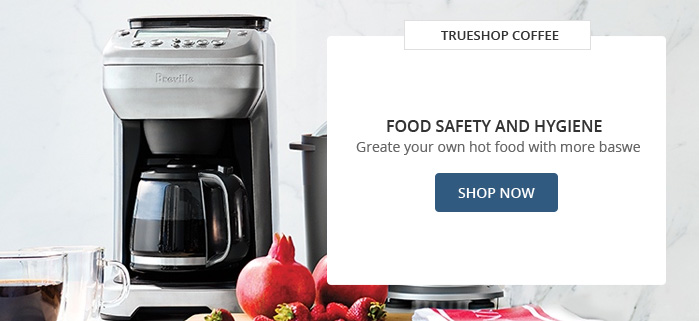 TRUESHOP COFFEE
Breville
FOOD SAFETY AND HYGIENE
Greate your own hot food with more baswe
SHOP NOW